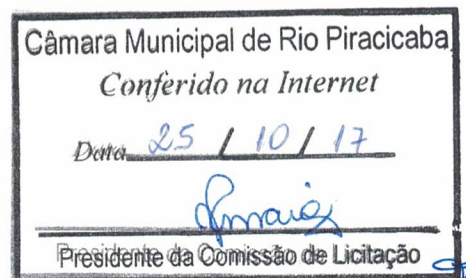 Câmara Municipal de Rio Piracicaba
Conferido na Internet
Data 25 / 10 / 17
Presidente da Comissão de Licitação